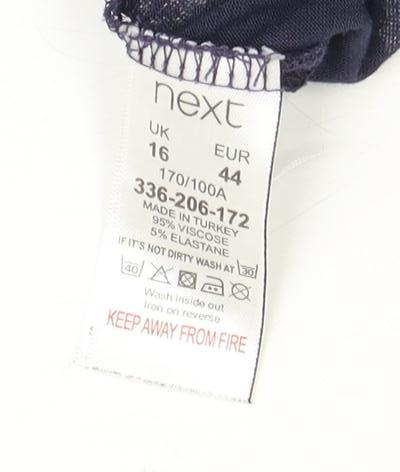 next
UK EUR
16 44
170/100A
336-206-172
MADE IN TURKEY
95% VISCOSE
5% ELASTANE
IF IT'S NOT DIRTY WASH AT 30
40
Wash inside out
Iron on reverse
KEEP AWAY FROM FIRE